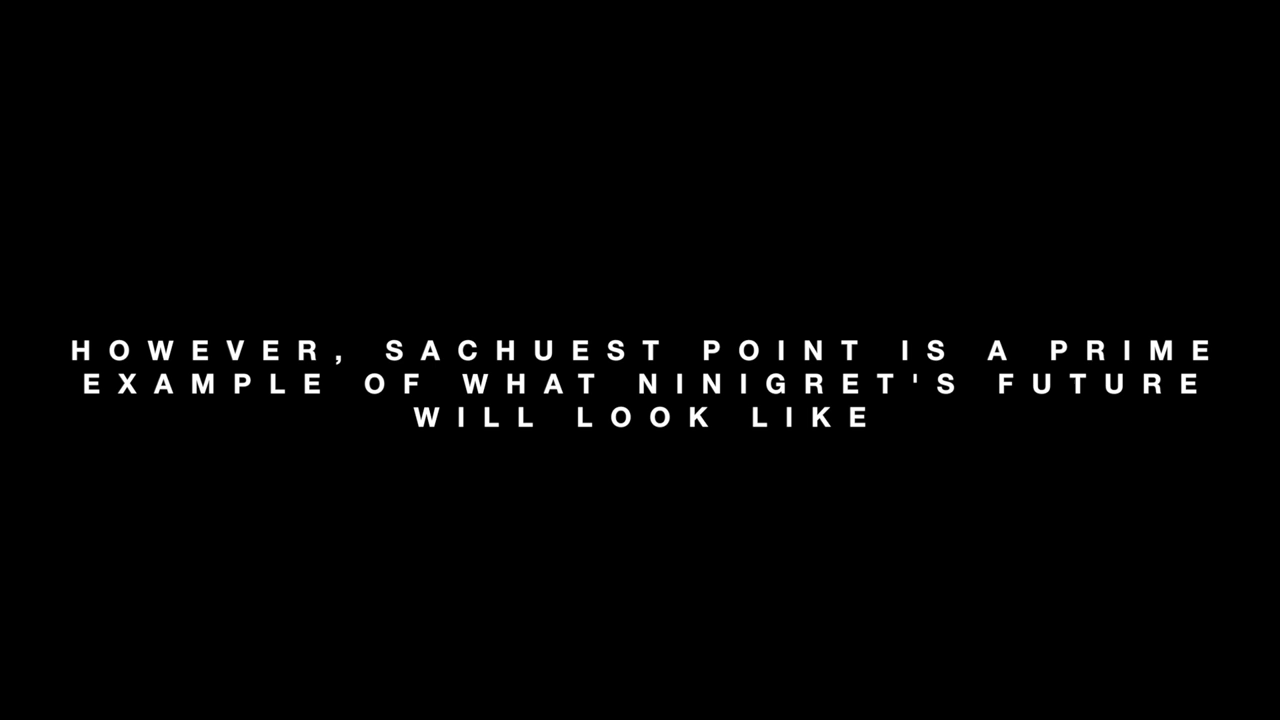 HOWEVER, SACHUEST POINT IS A PRIME
EXAMPLE OF WHAT NINIGRET'S FUTURE
WILL LOOK LIKE